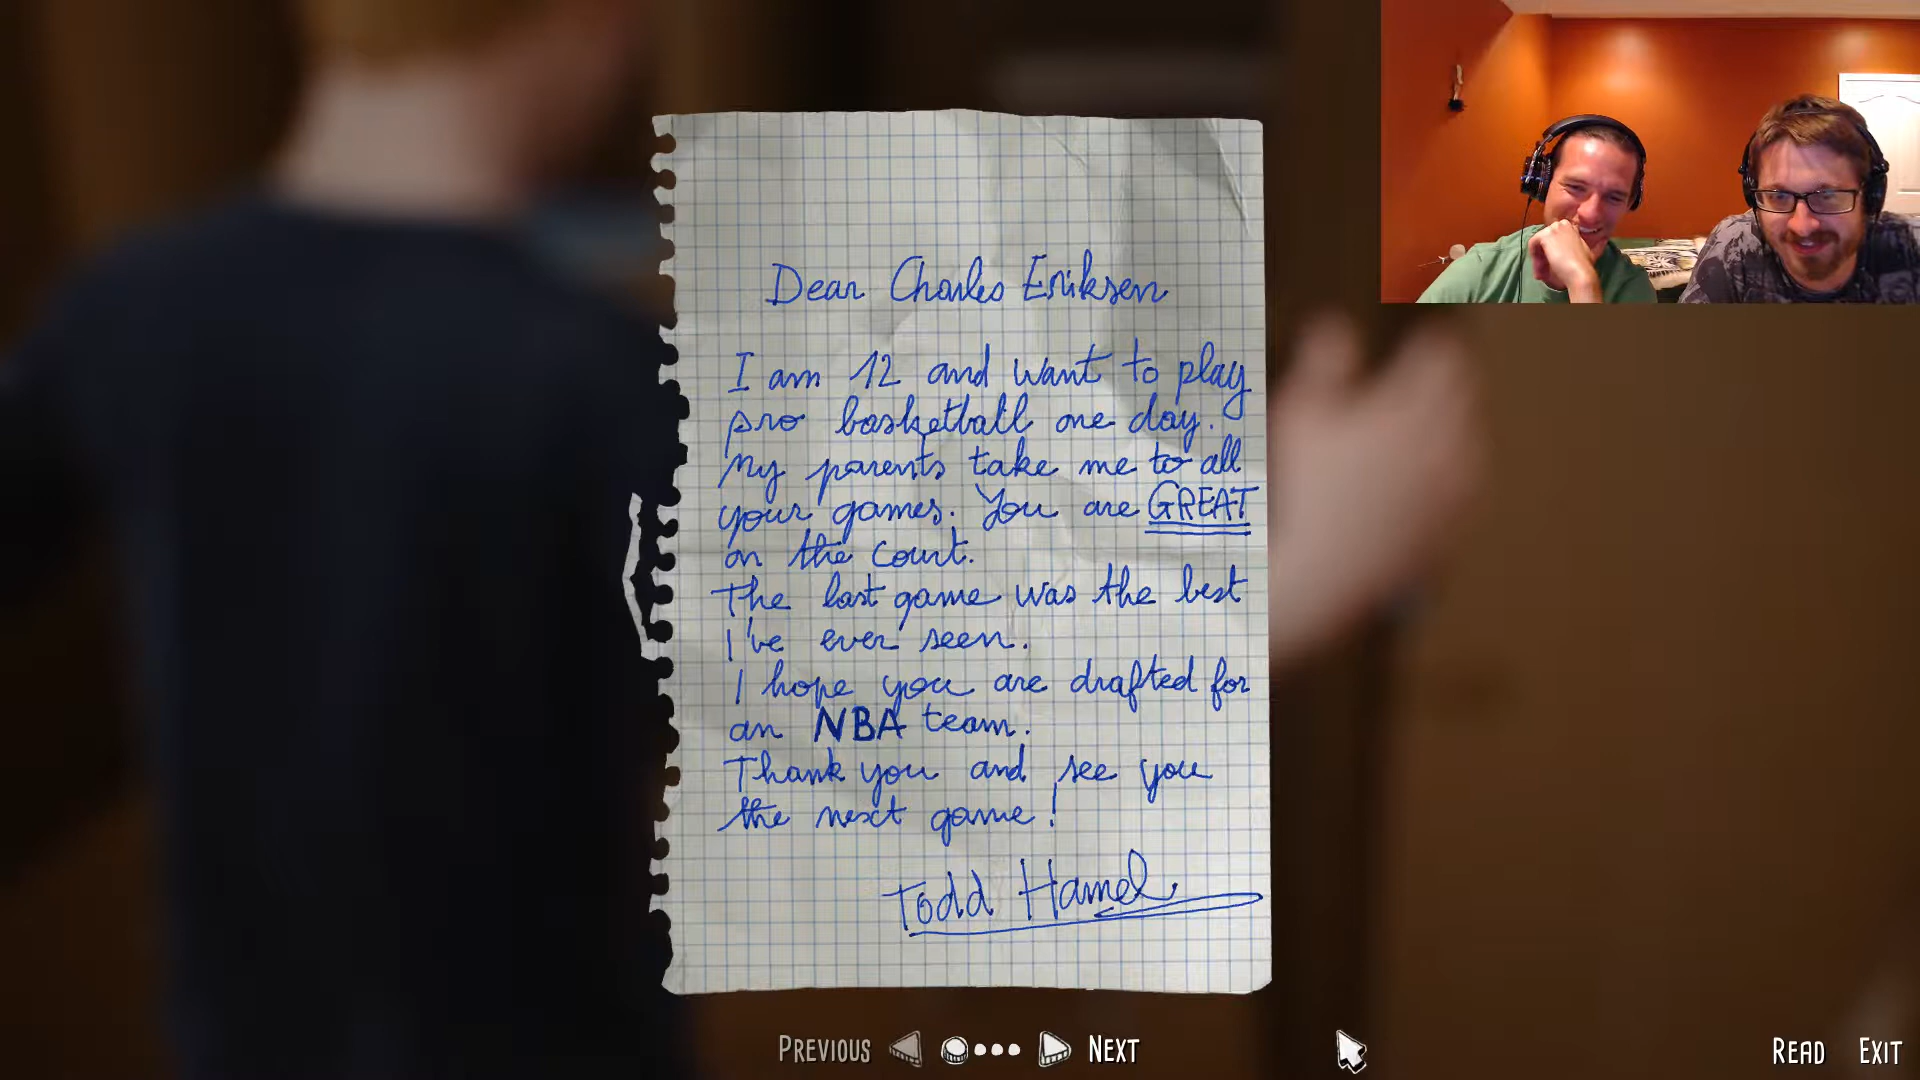 Dear Charles Eriksen
I am 12 and want to play
pro basketball one day.
My parents take me to all
your games. You are GREAT
on the court.
The last game was the best
I've ever seen.
I hope you are drafted for
an NBA team.
Thank you and see you
the next game!
Todd Hamel
PREVIOUS NEXT
READ EXIT